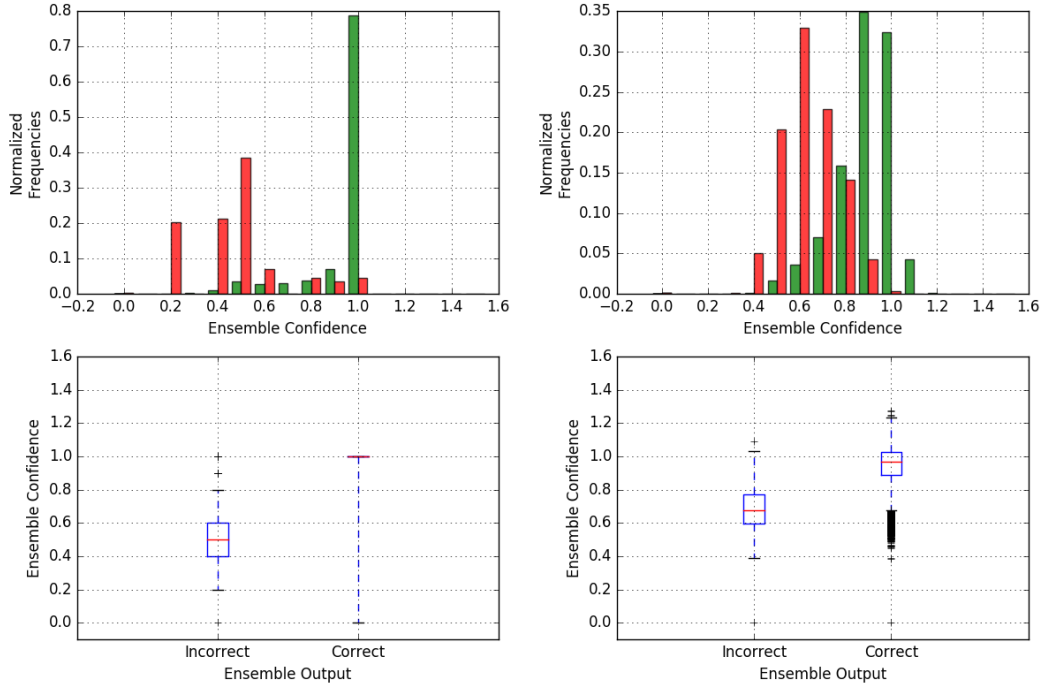 0.8
0.7
0.6
0.5
0.4
0.3
0.2
0.1
0.0
Normalized
Frequencies
−0.2 0.0 0.2 0.4 0.6 0.8 1.0 1.2 1.4 1.6
Ensemble Confidence
0.35
0.30
0.25
0.20
0.15
0.10
0.05
0.00
Normalized
Frequencies
−0.2 0.0 0.2 0.4 0.6 0.8 1.0 1.2 1.4 1.6
Ensemble Confidence
1.6
1.4
1.2
1.0
0.8
0.6
0.4
0.2
0.0
Ensemble Confidence
Incorrect Correct
Ensemble Output
1.6
1.4
1.2
1.0
0.8
0.6
0.4
0.2
0.0
Ensemble Confidence
Incorrect Correct
Ensemble Output